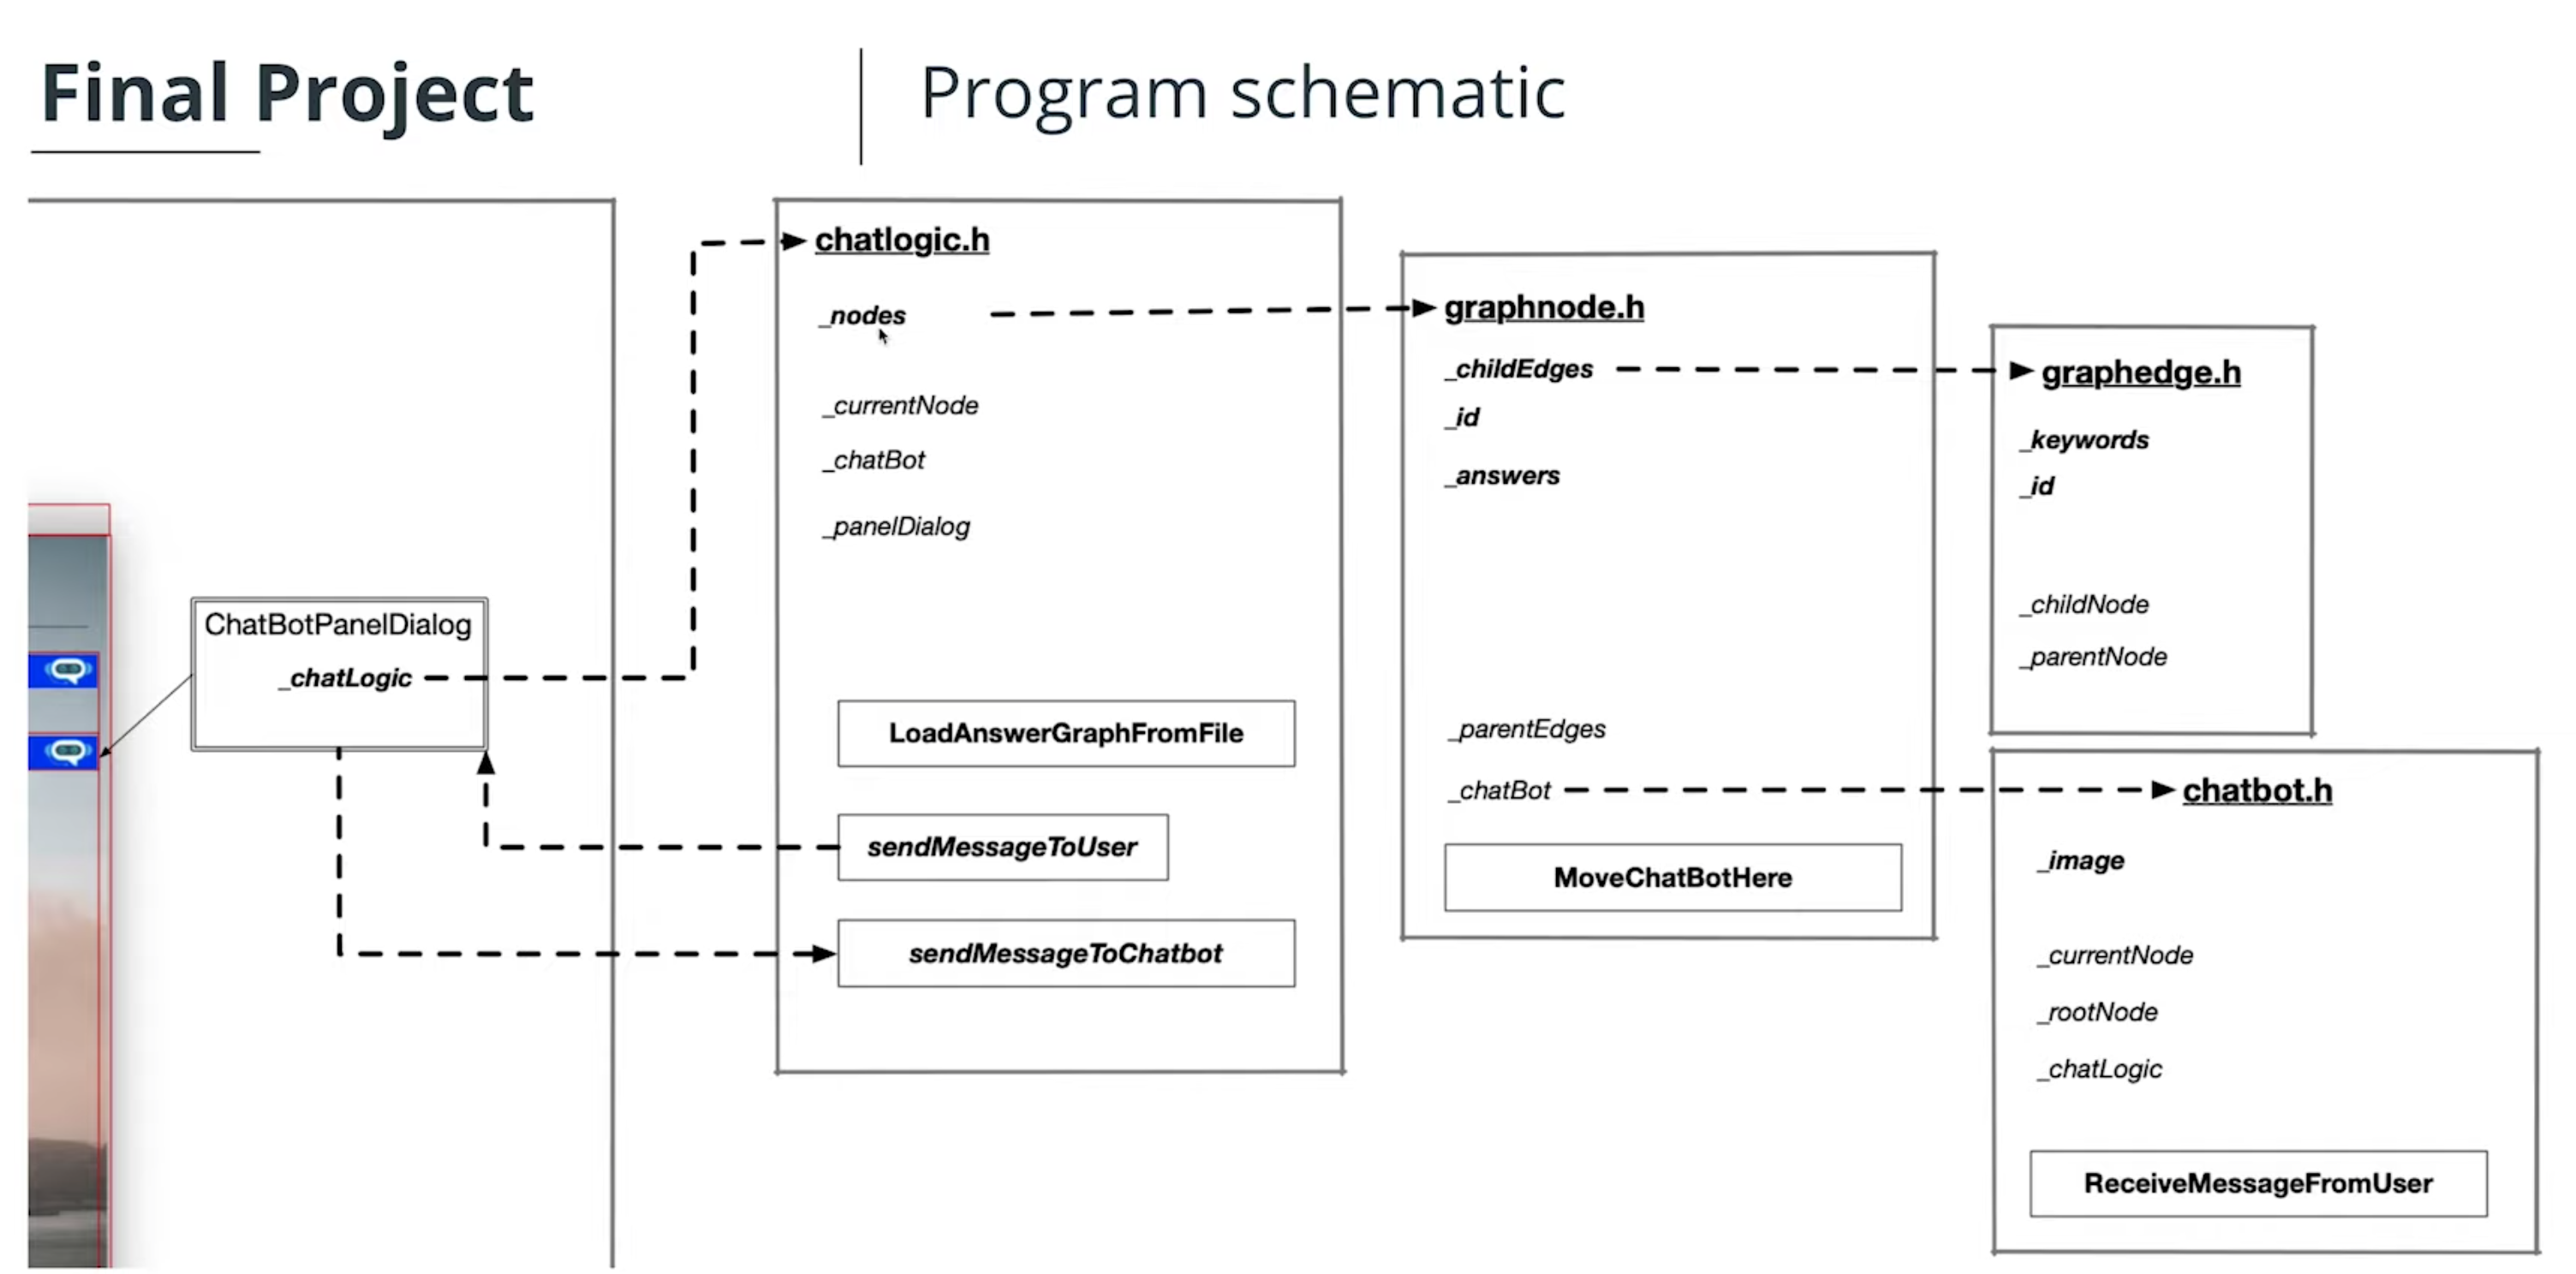 Final Project
Program schematic
ChatBotPanelDialog
_chatLogic
chatlogic.h
_nodes
_currentNode
_chatBot
_panelDialog
LoadAnswerGraphFromFile
sendMessageToUser
sendMessageToChatbot
graphnode.h
_childEdges
_id
_answers
_parentEdges
_chatBot
MoveChatBotHere
graphedge.h
_keywords
_id
_childNode
_parentNode
chatbot.h
_image
_currentNode
_rootNode
_chatLogic
ReceiveMessageFromUser